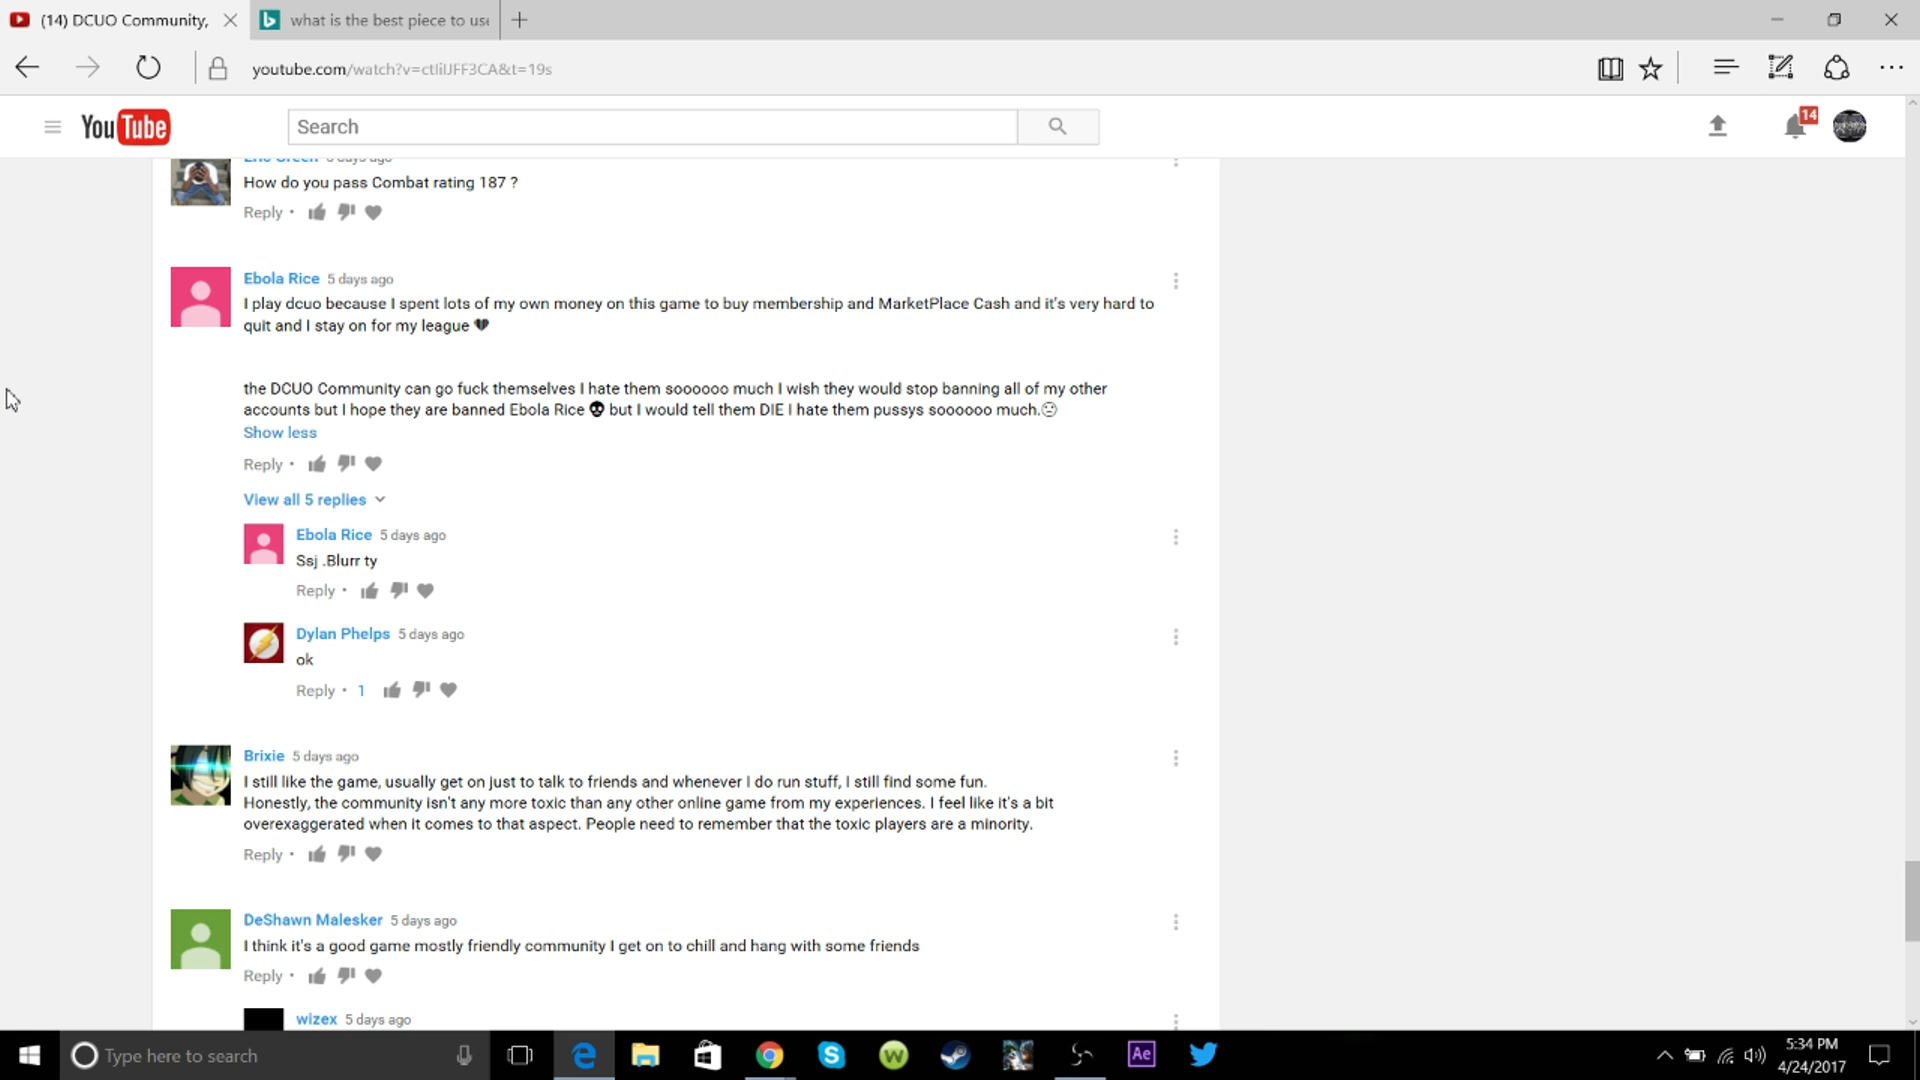 (14) DCUO Community,
what is the best piece to use
youtube.com/watch?v=ctIiIJFF3CA&t=19s
YouTube
Search
14
Eric Green 5 days ago
How do you pass Combat rating 187 ?
Reply •
Ebola Rice 5 days ago
I play dcuo because I spent lots of my own money on this game to buy membership and MarketPlace Cash and it's very hard to
quit and I stay on for my league 💔
the DCUO Community can go fuck themselves I hate them soooooo much I wish they would stop banning all of my other
accounts but I hope they are banned Ebola Rice 💀 but I would tell them DIE I hate them pussys soooooo much.
Show less
Reply •
View all 5 replies
Ebola Rice 5 days ago
Ssj .Blurr ty
Reply •
Dylan Phelps 5 days ago
ok
Reply • 1
Brixie 5 days ago
I still like the game, usually get on just to talk to friends and whenever I do run stuff, I still find some fun.
Honestly, the community isn't any more toxic than any other online game from my experiences. I feel like it's a bit
overexaggerated when it comes to that aspect. People need to remember that the toxic players are a minority.
Reply •
DeShawn Malesker 5 days ago
I think it's a good game mostly friendly community I get on to chill and hang with some friends
Reply •
wizex 5 days ago
Type here to search
Ae
5:34 PM
4/24/2017